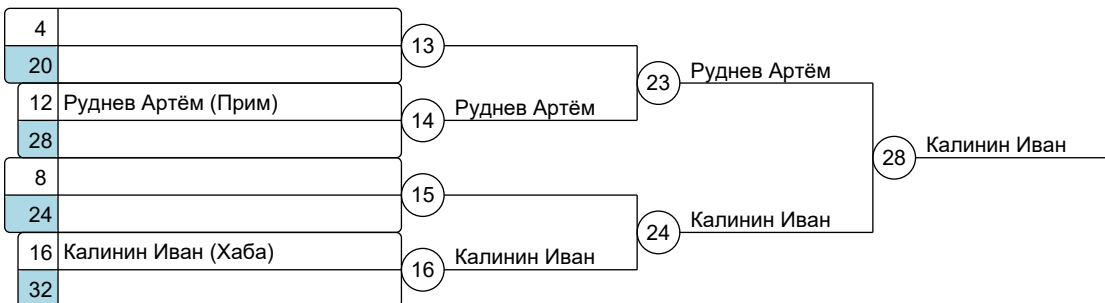 4
20
13
12 Руднев Артём (Прим)
28
14
Руднев Артём
23
Руднев Артём
8
24
15
16 Калинин Иван (Хаба)
32
16
Калинин Иван
24
Калинин Иван
28
Калинин Иван